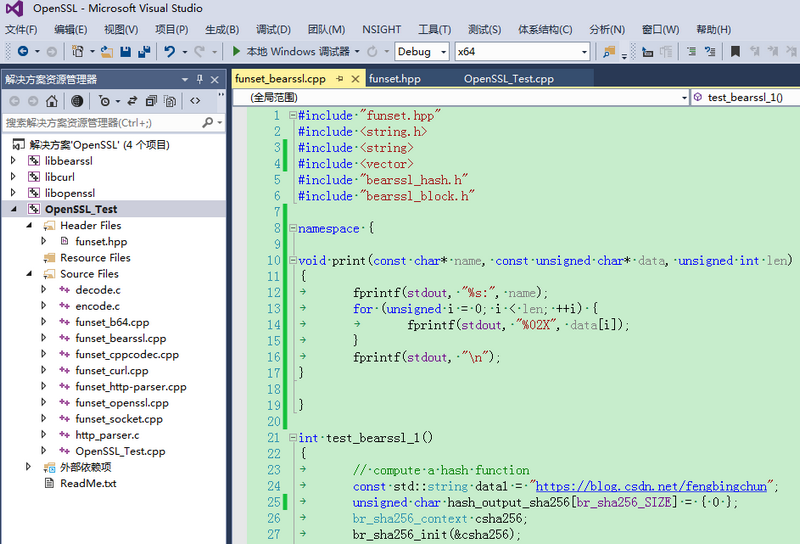 OpenSSL - Microsoft Visual Studio
文件(F) 编辑(E) 视图(V) 项目(P) 生成(B) 调试(D) 团队(M) NSIGHT 工具(T) 测试(S) 体系结构(C) 分析(N) 窗口(W) 帮助(H)
本地 Windows 调试器 Debug x64
解决方案资源管理器
搜索解决方案资源管理器(Ctrl+;)
解决方案'OpenSSL' (4 个项目)
libbearssl
libcurl
libopenssl
OpenSSL_Test
Header Files
funset.hpp
Resource Files
Source Files
decode.c
encode.c
funset_b64.cpp
funset_bearssl.cpp
funset_cppcodec.cpp
funset_curl.cpp
funset_http-parser.cpp
funset_openssl.cpp
funset_socket.cpp
http_parser.c
OpenSSL_Test.cpp
外部依赖项
ReadMe.txt
funset_bearssl.cpp funset.hpp OpenSSL_Test.cpp
(全局范围) test_bearssl_1()
1 #include "funset.hpp"
2 #include <string.h>
3 #include <string>
4 #include <vector>
5 #include "bearssl_hash.h"
6 #include "bearssl_block.h"
7
8 namespace {
9
10 void print(const char* name, const unsigned char* data, unsigned int len)
11 {
12 fprintf(stdout, "%s:", name);
13 for (unsigned i = 0; i < len; ++i) {
14 fprintf(stdout, "%02X", data[i]);
15 }
16 fprintf(stdout, "\n");
17 }
18
19 }
20
21 int test_bearssl_1()
22 {
23 // compute a hash function
24 const std::string data1 = "https://blog.csdn.net/fengbingchun";
25 unsigned char hash_output_sha256[br_sha256_SIZE] = { 0 };
26 br_sha256_context csha256;
27 br_sha256_init(&csha256);